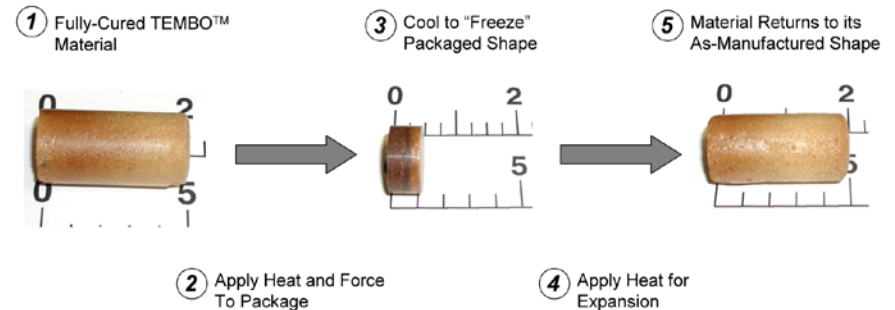 1 Fully-Cured TEMBO™
Material
3 Cool to “Freeze”
Packaged Shape
5 Material Returns to its
As-Manufactured Shape
0 2
0 5
0 2
5
0 2
5
2 Apply Heat and Force
To Package
4 Apply Heat for
Expansion